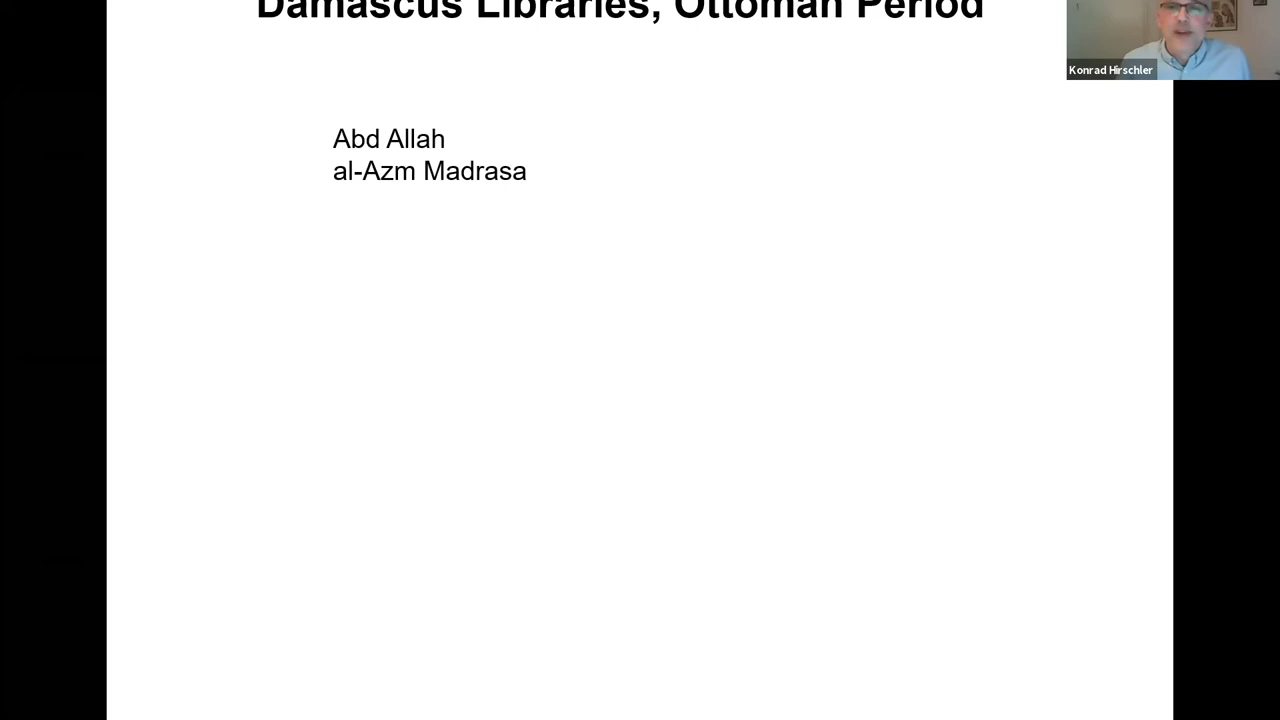 Damascus Libraries, Ottoman Period
Konrad Hirschler
Abd Allah
al-Azm Madrasa